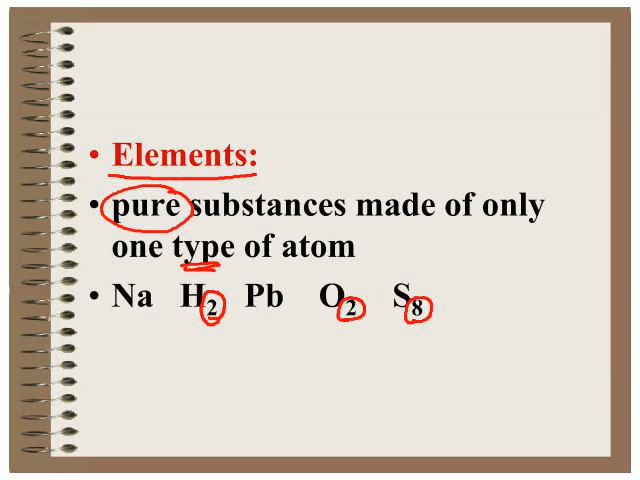 • Elements:
• pure substances made of only
one type of atom
• Na H₂ Pb O₂ S₈